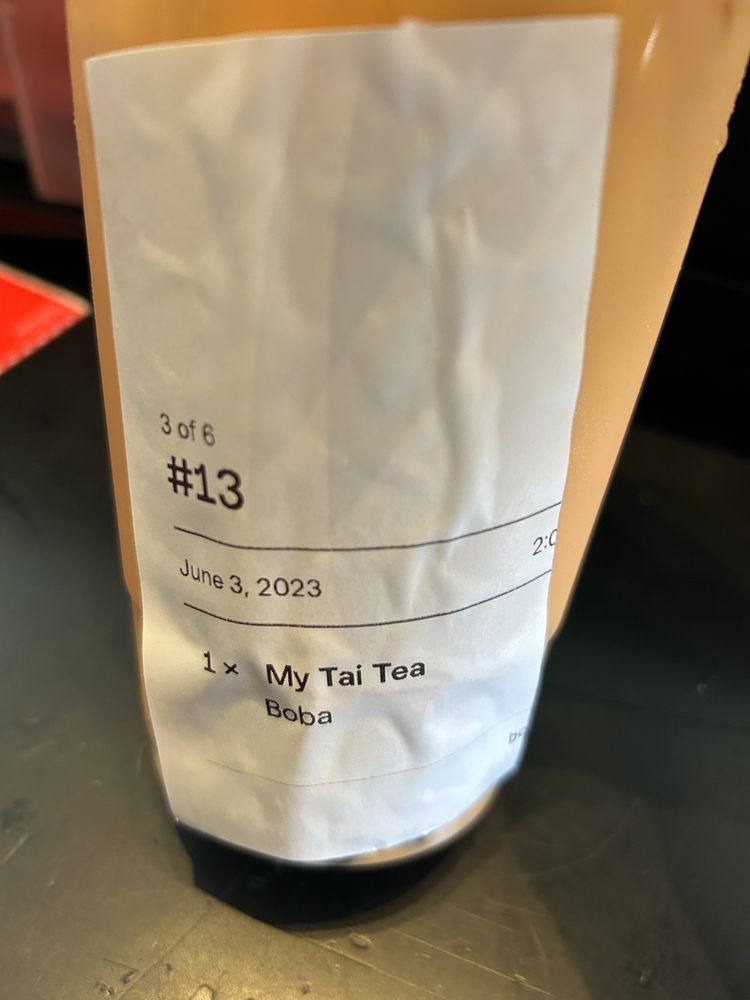 3 of 6
#13
June 3, 2023
1 × My Tai Tea
Boba